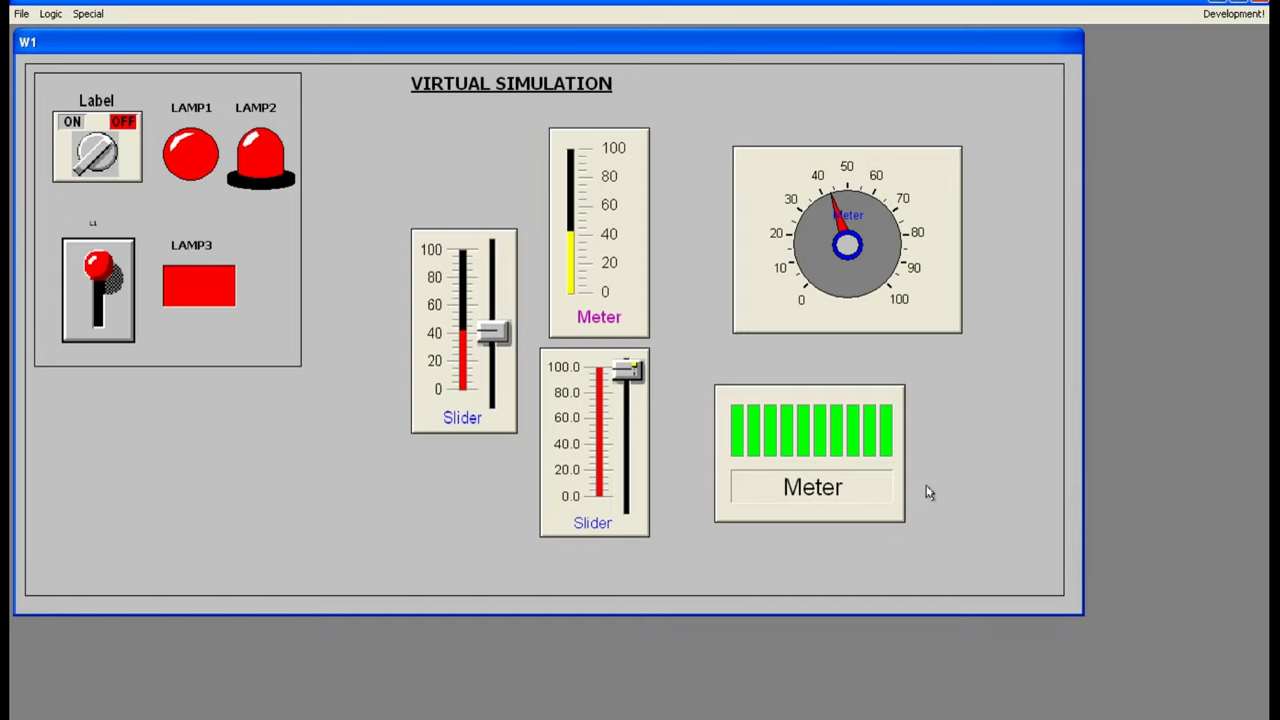 File Logic Special Development!
W1
VIRTUAL SIMULATION
Label
ON OFF
LAMP1 LAMP2
L1
LAMP3
100
80
60
40
20
0
Slider
100
80
60
40
20
0
Meter
100.0
80.0
60.0
40.0
20.0
0.0
Slider
0
10
20
30
40
50
60
70
80
90
100
Meter
Meter